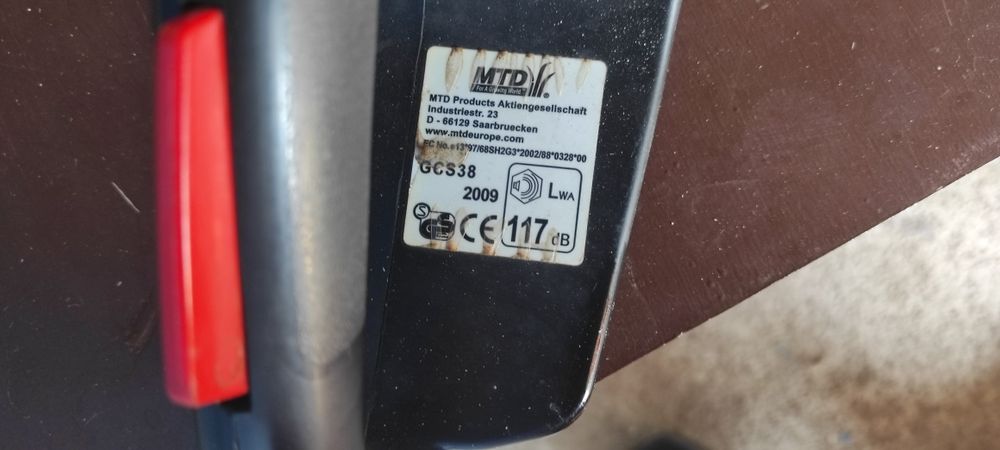 MTD
For A Growing World.
MTD Products Aktiengesellschaft
Industriestr. 23
D - 66129 Saarbruecken
www.mtdeurope.com
EC No. e13*97/68SH2G3*2002/88*0328*00
GCS38
2009
LWA
S GS CE 117 dB